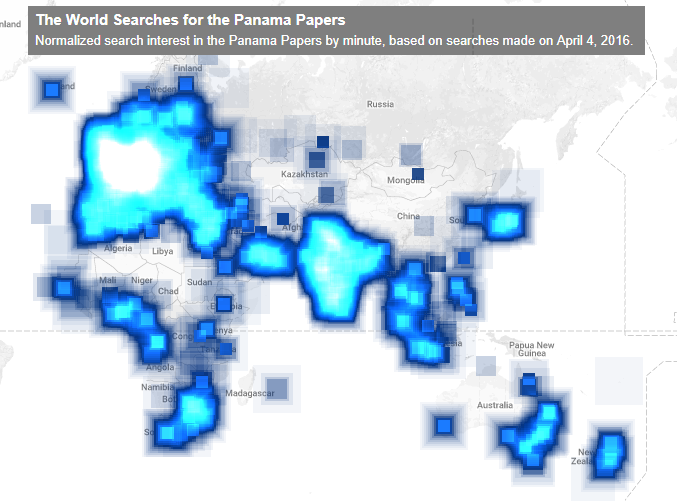 The World Searches for the Panama Papers
Normalized search interest in the Panama Papers by minute, based on searches made on April 4, 2016.
Finland
Sweden
Russia
Kazakhstan
Mongolia
China
Algeria
Libya
Mali
Niger
Chad
Sudan
Angola
Namibia
Madagascar
Papua New
Guinea
Australia
New